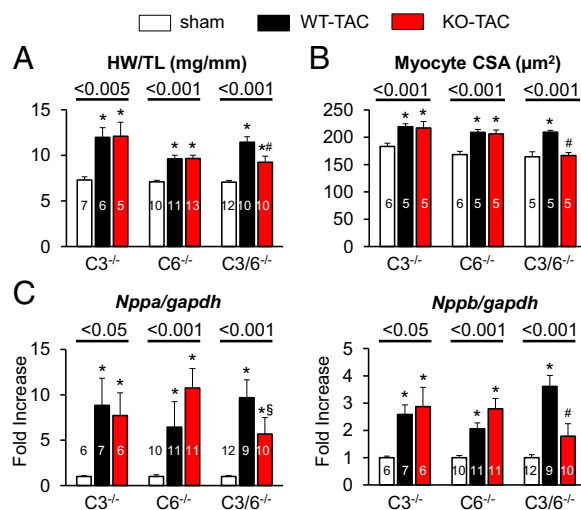 sham WT-TAC KO-TAC
A HW/TL (mg/mm)
<0.005 <0.001 <0.001
15
10
5
0
* * * * * *#
7 6 5 10 11 13 12 10 10
C3-/- C6-/- C3/6-/-
B Myocyte CSA (µm²)
<0.001 <0.001 <0.001
250
200
150
100
50
0
* * * * * #
6 5 5 6 5 5 5 5 5
C3-/- C6-/- C3/6-/-
C Nppa/gapdh
<0.05 <0.001 <0.001
Fold Increase
15
10
5
0
* * * * * *§
6 7 6 10 11 11 12 9 10
C3-/- C6-/- C3/6-/-
Nppb/gapdh
<0.05 <0.001 <0.001
Fold Increase
5
4
3
2
1
0
* * * * * #
6 7 6 10 11 11 12 9 10
C3-/- C6-/- C3/6-/-